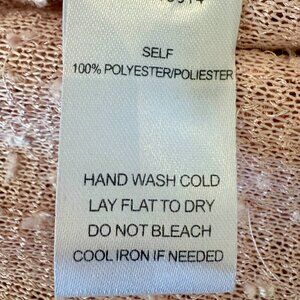 SELF
100% POLYESTER/POLIESTER
HAND WASH COLD
LAY FLAT TO DRY
DO NOT BLEACH
COOL IRON IF NEEDED